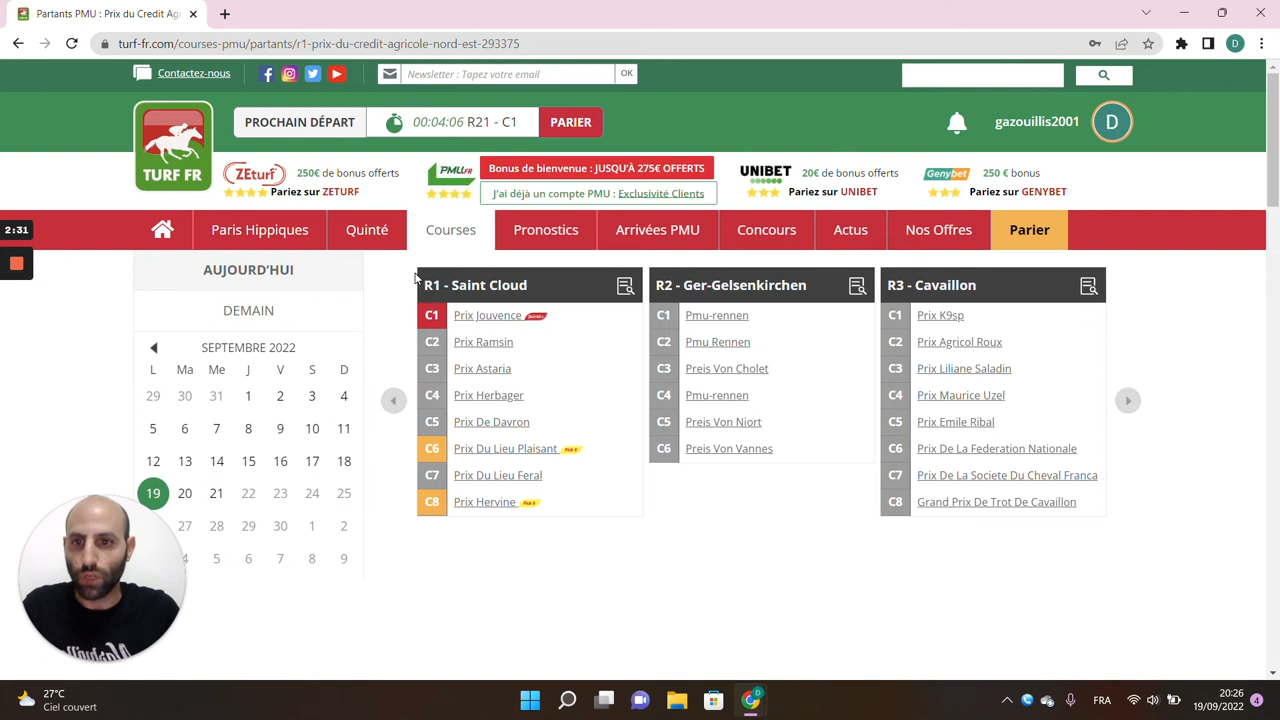 Partants PMU : Prix du Credit Ag
turf-fr.com/courses-pmu/partants/r1-prix-du-credit-agricole-nord-est-293375
D
Contactez-nous
Newsletter : Tapez votre email
OK
TURF FR
PROCHAIN DÉPART
00:04:06 R21 - C1
PARIER
gazouillis2001
D
ZEturf
250€ de bonus offerts
Pariez sur ZETURF
PMU.FR
Bonus de bienvenue : JUSQU'À 275€ OFFERTS
J'ai déjà un compte PMU : Exclusivité Clients
UNIBET
20€ de bonus offerts
Pariez sur UNIBET
Genybet
250 € bonus
Pariez sur GENYBET
2:31
Paris Hippiques
Quinté
Courses
Pronostics
Arrivées PMU
Concours
Actus
Nos Offres
Parier
AUJOURD'HUI
DEMAIN
SEPTEMBRE 2022
L Ma Me J V S D
29 30 31 1 2 3 4
5 6 7 8 9 10 11
12 13 14 15 16 17 18
19 20 21 22 23 24 25
27 28 29 30 1 2
4 5 6 7 8 9
R1 - Saint Cloud
C1 Prix Jouvence
C2 Prix Ramsin
C3 Prix Astaria
C4 Prix Herbager
C5 Prix De Davron
C6 Prix Du Lieu Plaisant Pick 5
C7 Prix Du Lieu Feral
C8 Prix Hervine Pick 5
R2 - Ger-Gelsenkirchen
C1 Pmu-rennen
C2 Pmu Rennen
C3 Preis Von Cholet
C4 Pmu-rennen
C5 Preis Von Niort
C6 Preis Von Vannes
R3 - Cavaillon
C1 Prix K9sp
C2 Prix Agricol Roux
C3 Prix Liliane Saladin
C4 Prix Maurice Uzel
C5 Prix Emile Ribal
C6 Prix De La Federation Nationale
C7 Prix De La Societe Du Cheval Franca
C8 Grand Prix De Trot De Cavaillon
27°C
Ciel couvert
D
FRA
20:26
19/09/2022
4